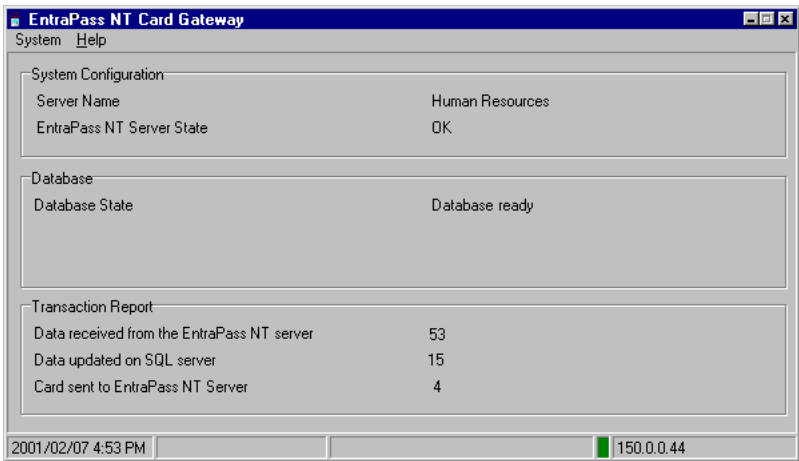 EntraPass NT Card Gateway
System Help
System Configuration
Server Name Human Resources
EntraPass NT Server State OK
Database
Database State Database ready
Transaction Report
Data received from the EntraPass NT server 53
Data updated on SQL server 15
Card sent to EntraPass NT Server 4
2001/02/07 4:53 PM 150.0.0.44